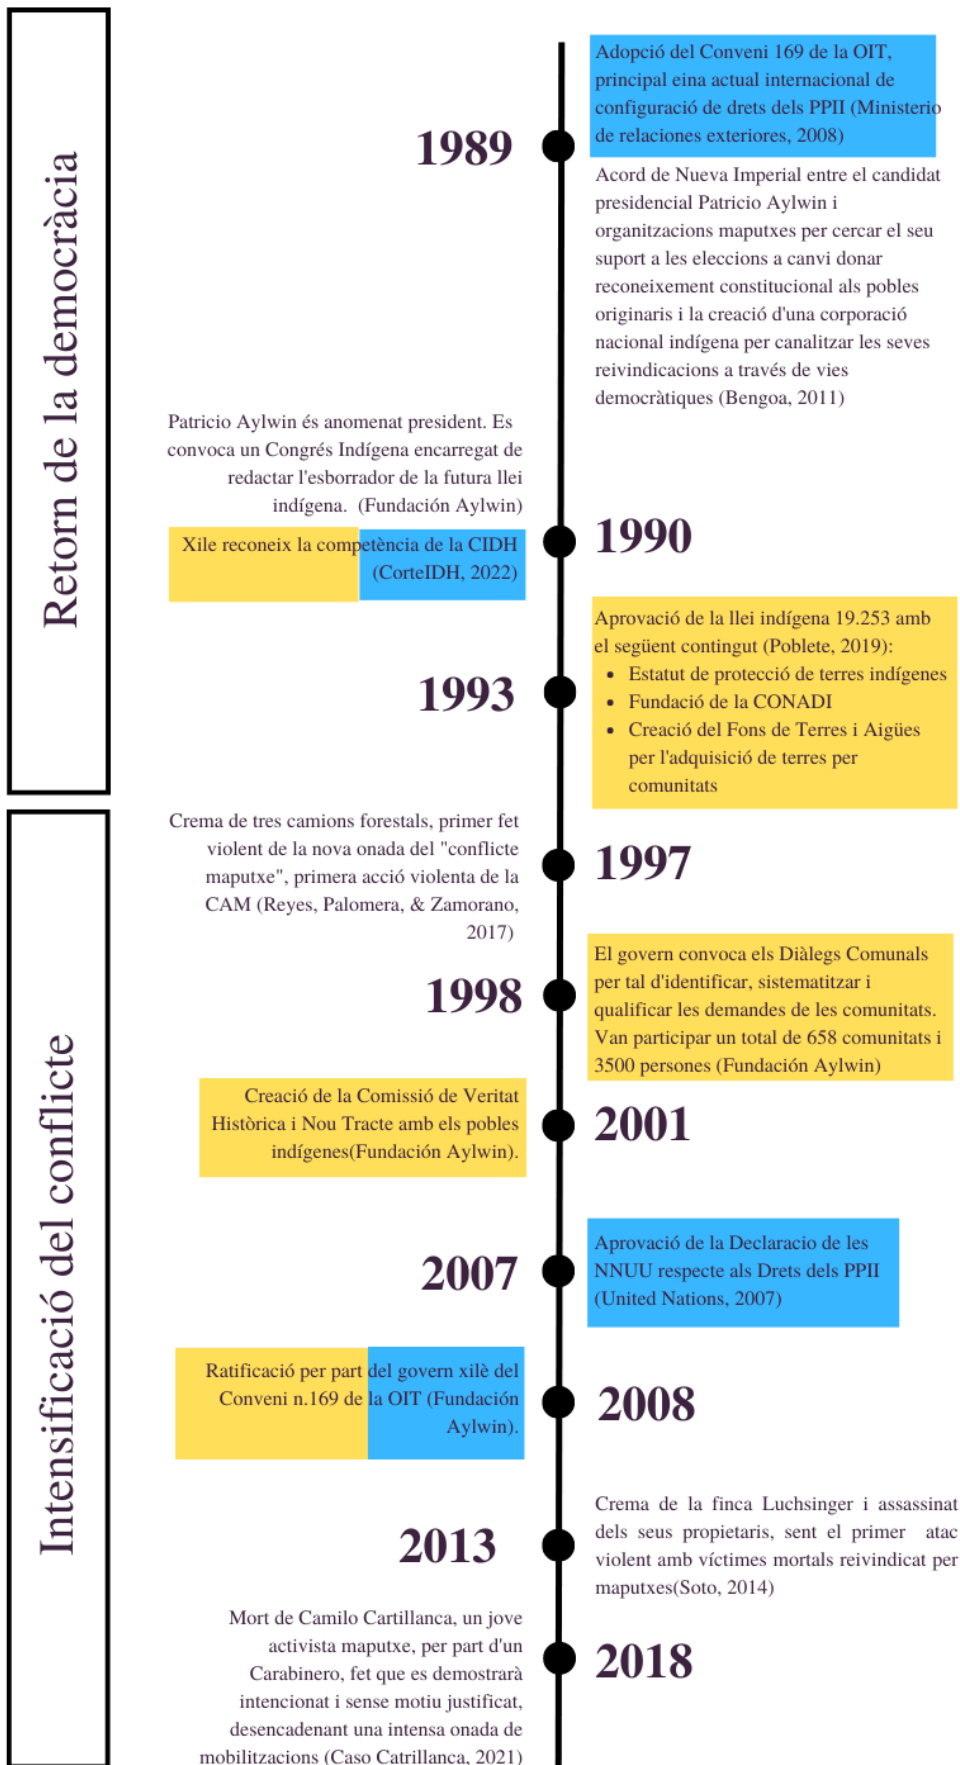 Retorn de la democràcia
1989
Adopció del Conveni 169 de la OIT,
principal eina actual internacional de
configuració de drets dels PPII (Ministerio
de relaciones exteriores, 2008)
Acord de Nueva Imperial entre el candidat
presidencial Patricio Aylwin i
organitzacions maputxes per cercar el seu
suport a les eleccions a canvi donar
reconeixement constitucional als pobles
originaris i la creació d'una corporació
nacional indígena per canalitzar les seves
reivindicacions a través de vies
democràtiques (Bengoa, 2011)
Patricio Aylwin és anomenat president. Es
convoca un Congrés Indígena encarregat de
redactar l'esborrador de la futura llei
indígena. (Fundación Aylwin)
Xile reconeix la competència de la CIDH
(CorteIDH, 2022)
1990
1993
Aprovació de la llei indígena 19.253 amb
el següent contingut (Poblete, 2019):
• Estatut de protecció de terres indígenes
• Fundació de la CONADI
• Creació del Fons de Terres i Aigües
per l'adquisició de terres per
comunitats
Intensificació del conflicte
Crema de tres camions forestals, primer fet
violent de la nova onada del "conflicte
maputxe", primera acció violenta de la
CAM (Reyes, Palomera, & Zamorano,
2017)
1997
1998
El govern convoca els Diàlegs Comunals
per tal d'identificar, sistematitzar i
qualificar les demandes de les comunitats.
Van participar un total de 658 comunitats i
3500 persones (Fundación Aylwin)
Creació de la Comissió de Veritat
Històrica i Nou Tracte amb els pobles
indígenes(Fundación Aylwin).
2001
2007
Aprovació de la Declaracio de les
NNUU respecte als Drets dels PPII
(United Nations, 2007)
Ratificació per part del govern xilè del
Conveni n.169 de la OIT (Fundación
Aylwin).
2008
2013
Crema de la finca Luchsinger i assassinat
dels seus propietaris, sent el primer atac
violent amb víctimes mortals reivindicat per
maputxes(Soto, 2014)
Mort de Camilo Cartillanca, un jove
activista maputxe, per part d'un
Carabinero, fet que es demostrarà
intencionat i sense motiu justificat,
desencadenant una intensa onada de
mobilitzacions (Caso Catrillanca, 2021)
2018